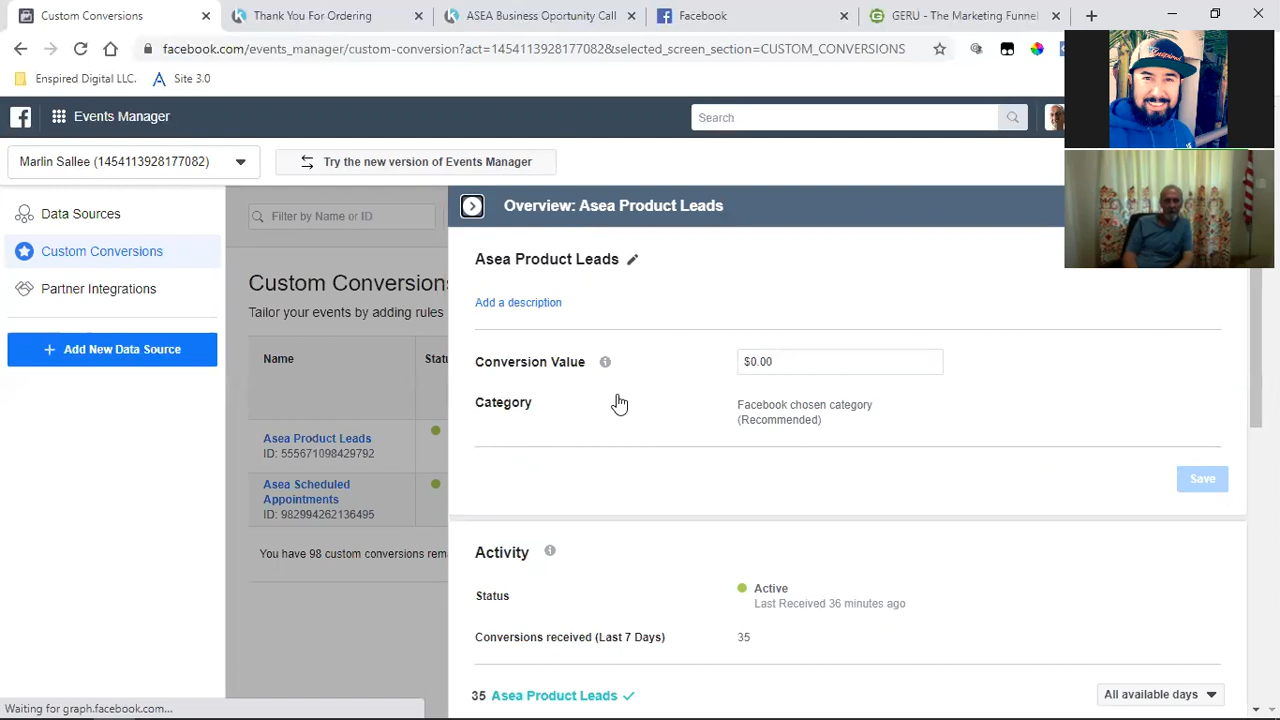 Custom Conversions
Thank You For Ordering
ASEA Business Oportunity Call
Facebook
GERU - The Marketing Funnel
facebook.com/events_manager/custom-conversion?act=1454113928177082&selected_screen_section=CUSTOM_CONVERSIONS
Enspired Digital LLC.
Site 3.0
Events Manager
Search
Marlin Sallee (1454113928177082)
Try the new version of Events Manager
Data Sources
Filter by Name or ID
Overview: Asea Product Leads
Custom Conversions
Asea Product Leads
Partner Integrations
Custom Conversions
Add a description
Tailor your events by adding rules
Add New Data Source
Name
Statu
Conversion Value
$0.00
Category
Facebook chosen category
(Recommended)
Asea Product Leads
ID: 555671098429792
Asea Scheduled
Appointments
ID: 982994262136495
Save
You have 98 custom conversions rem
Activity
Status
Active
Last Received 36 minutes ago
Conversions received (Last 7 Days)
35
35 Asea Product Leads
All available days
Waiting for graph.facebook.com...